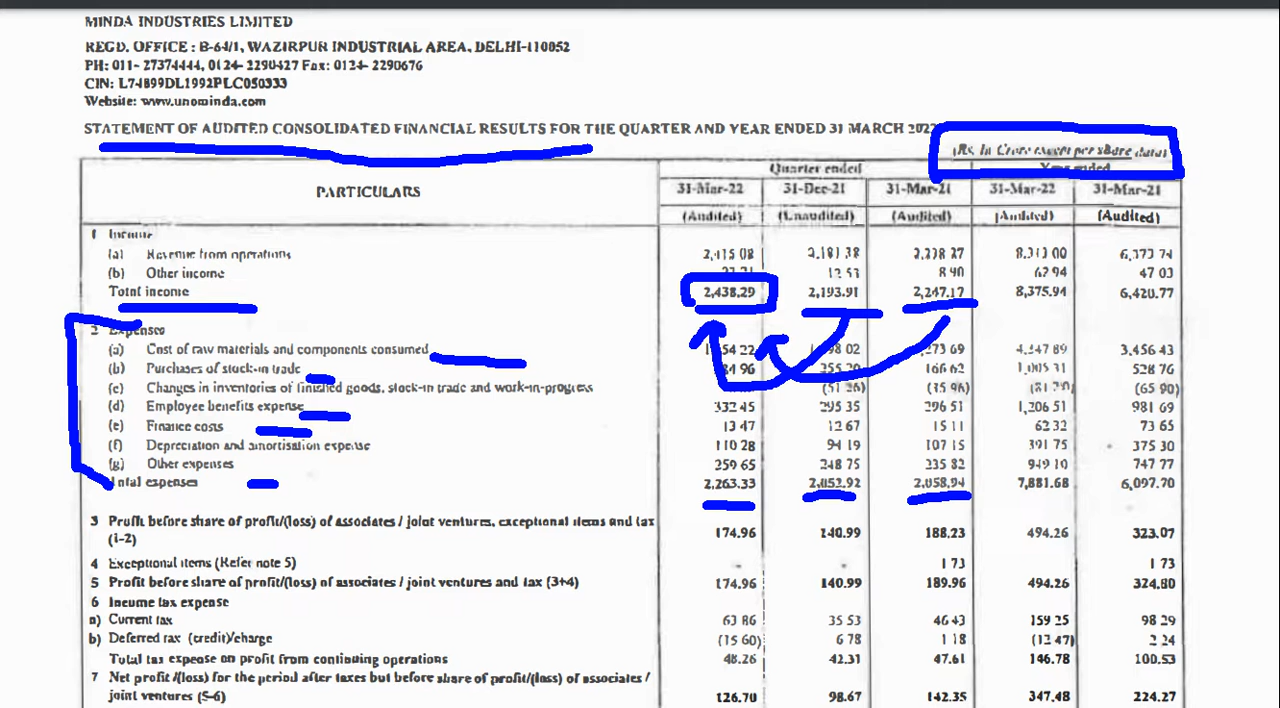 MINDA INDUSTRIES LIMITED
REGD. OFFICE : B-64/1, WAZIRPUR INDUSTRIAL AREA, DELHI-110052
PH: 011- 27374444, 0124- 2290427 Fax: 0124- 2290676
CIN: L74899DL1992PLC050333
Website: www.unominda.com
STATEMENT OF AUDITED CONSOLIDATED FINANCIAL RESULTS FOR THE QUARTER AND YEAR ENDED 31 MARCH 2022
(Rs. In Crore except per share data)
PARTICULARS Quarter ended Year ended
31-Mar-22 31-Dec-21 31-Mar-21 31-Mar-22 31-Mar-21
(Audited) (Unaudited) (Audited) (Audited) (Audited)
1 Income
(a) Revenue from operations 2,415.08 2,181.38 2,238.27 8,313.00 6,373.74
(b) Other income 12.53 8.90 62.94 47.03
Total income 2,438.29 2,193.91 2,247.17 8,375.94 6,420.77
2 Expenses
(a) Cost of raw materials and components consumed 3,456.43
(b) Purchases of stock-in trade 166.62 1,005.31 528.76
(c) Changes in inventories of finished goods, stock-in trade and work-in-progress (65.90)
(d) Employee benefits expense 332.45 295.35 296.51 1,206.51 981.69
(e) Finance costs 13.47 12.67 15.11 62.32 73.65
(f) Depreciation and amortisation expense 110.28 94.19 107.15 391.75 375.30
(g) Other expenses 259.65 248.75 235.82 949.10 747.77
Total expenses 2,263.33 2,052.92 2,058.94 7,881.68 6,097.70
3 Profit before share of profit/(loss) of associates / joint ventures, exceptional items and tax
(1-2) 174.96 140.99 188.23 494.26 323.07
4 Exceptional items (Refer note 5) - - 1.73 - 1.73
5 Profit before share of profit/(loss) of associates / joint ventures and tax (3+4) 174.96 140.99 189.96 494.26 324.80
6 Income tax expense
a) Current tax 63.86 35.53 46.43 159.25 98.29
b) Deferred tax (credit)/charge (15.60) 6.78 1.18 (12.47) 2.24
Total tax expense on profit from continuing operations 48.26 42.31 47.61 146.78 100.53
7 Net profit /(loss) for the period after taxes but before share of profit/(loss) of associates /
joint ventures (5-6) 126.70 98.67 142.35 347.48 224.27